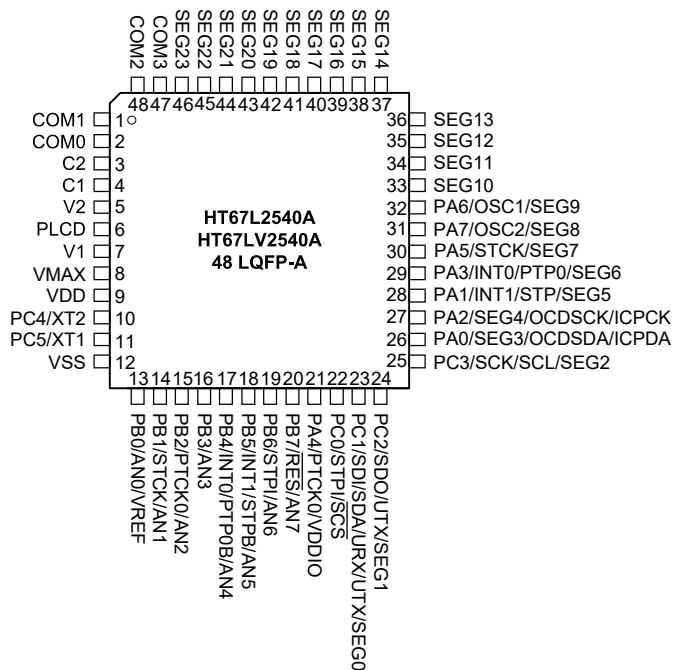 COM2
COM3
SEG23
SEG22
SEG21
SEG20
SEG19
SEG18
SEG17
SEG16
SEG15
SEG14
48 47 46 45 44 43 42 41 40 39 38 37
COM1 1
COM0 2
C2 3
C1 4
V2 5
PLCD 6
V1 7
VMAX 8
VDD 9
PC4/XT2 10
PC5/XT1 11
VSS 12
HT67L2540A
HT67LV2540A
48 LQFP-A
36 SEG13
35 SEG12
34 SEG11
33 SEG10
32 PA6/OSC1/SEG9
31 PA7/OSC2/SEG8
30 PA5/STCK/SEG7
29 PA3/INT0/PTP0/SEG6
28 PA1/INT1/STP/SEG5
27 PA2/SEG4/OCDSCK/ICPCK
26 PA0/SEG3/OCDSDA/ICPDA
25 PC3/SCK/SCL/SEG2
13 14 15 16 17 18 19 20 21 22 23 24
PB0/AN0/VREF
PB1/STCK/AN1
PB2/PTCK0/AN2
PB3/AN3
PB4/INT0/PTP0B/AN4
PB5/INT1/STPB/AN5
PB6/STPI/AN6
PB7/RES/AN7
PA4/PTCK0/VDDIO
PC0/STPI/SCS
PC1/SDI/SDA/URX/UTX/SEG0
PC2/SDO/UTX/SEG1